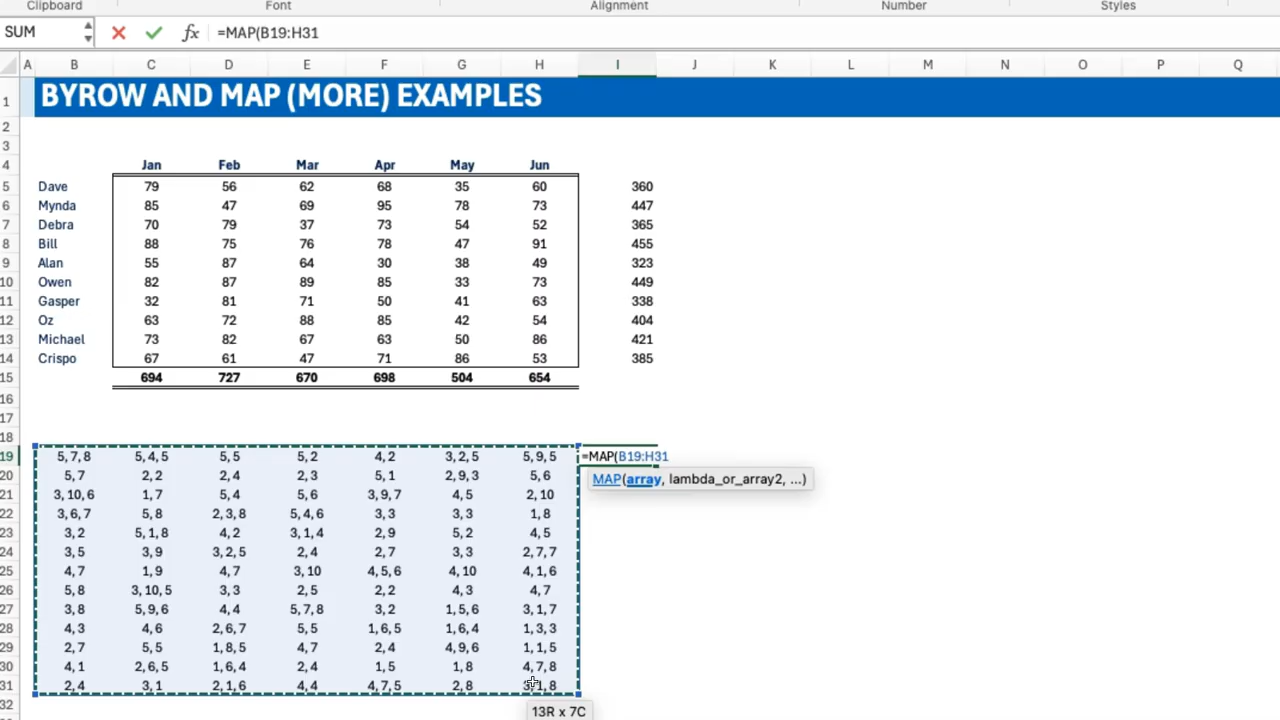 Clipboard Font Alignment Number Styles
SUM =MAP(B19:H31
A B C D E F G H I J K L M N O P Q
1 BYROW AND MAP (MORE) EXAMPLES
2
3
4 Jan Feb Mar Apr May Jun
5 Dave 79 56 62 68 35 60 360
6 Mynda 85 47 69 95 78 73 447
7 Debra 70 79 37 73 54 52 365
8 Bill 88 75 76 78 47 91 455
9 Alan 55 87 64 30 38 49 323
10 Owen 82 87 89 85 33 73 449
11 Gasper 32 81 71 50 41 63 338
12 Oz 63 72 88 85 42 54 404
13 Michael 73 82 67 63 50 86 421
14 Crispo 67 61 47 71 86 53 385
15 694 727 670 698 504 654
16
17
18
19 5, 7, 8 5, 4, 5 5, 5 5, 2 4, 2 3, 2, 5 5, 9, 5 =MAP(B19:H31
20 5, 7 2, 2 2, 4 2, 3 5, 1 2, 9, 3 5, 6 MAP(array, lambda_or_array2, ...)
21 3, 10, 6 1, 7 5, 4 5, 6 3, 9, 7 4, 5 2, 10
22 3, 6, 7 5, 8 2, 3, 8 5, 4, 6 3, 3 3, 3 1, 8
23 3, 2 5, 1, 8 4, 2 3, 1, 4 2, 9 5, 2 4, 5
24 3, 5 3, 9 3, 2, 5 2, 4 2, 7 3, 3 2, 7, 7
25 4, 7 1, 9 4, 7 3, 10 4, 5, 6 4, 10 4, 1, 6
26 5, 8 3, 10, 5 3, 3 2, 5 2, 2 4, 3 4, 7
27 3, 8 5, 9, 6 4, 4 5, 7, 8 3, 2 1, 5, 6 3, 1, 7
28 4, 3 4, 6 2, 6, 7 5, 5 1, 6, 5 1, 6, 4 1, 3, 3
29 2, 7 5, 5 1, 8, 5 4, 7 2, 4 4, 9, 6 1, 1, 5
30 4, 1 2, 6, 5 1, 6, 4 2, 4 1, 5 1, 8 4, 7, 8
31 2, 4 3, 1 2, 1, 6 4, 4 4, 7, 5 2, 8 3, 1, 8
32
13R x 7C